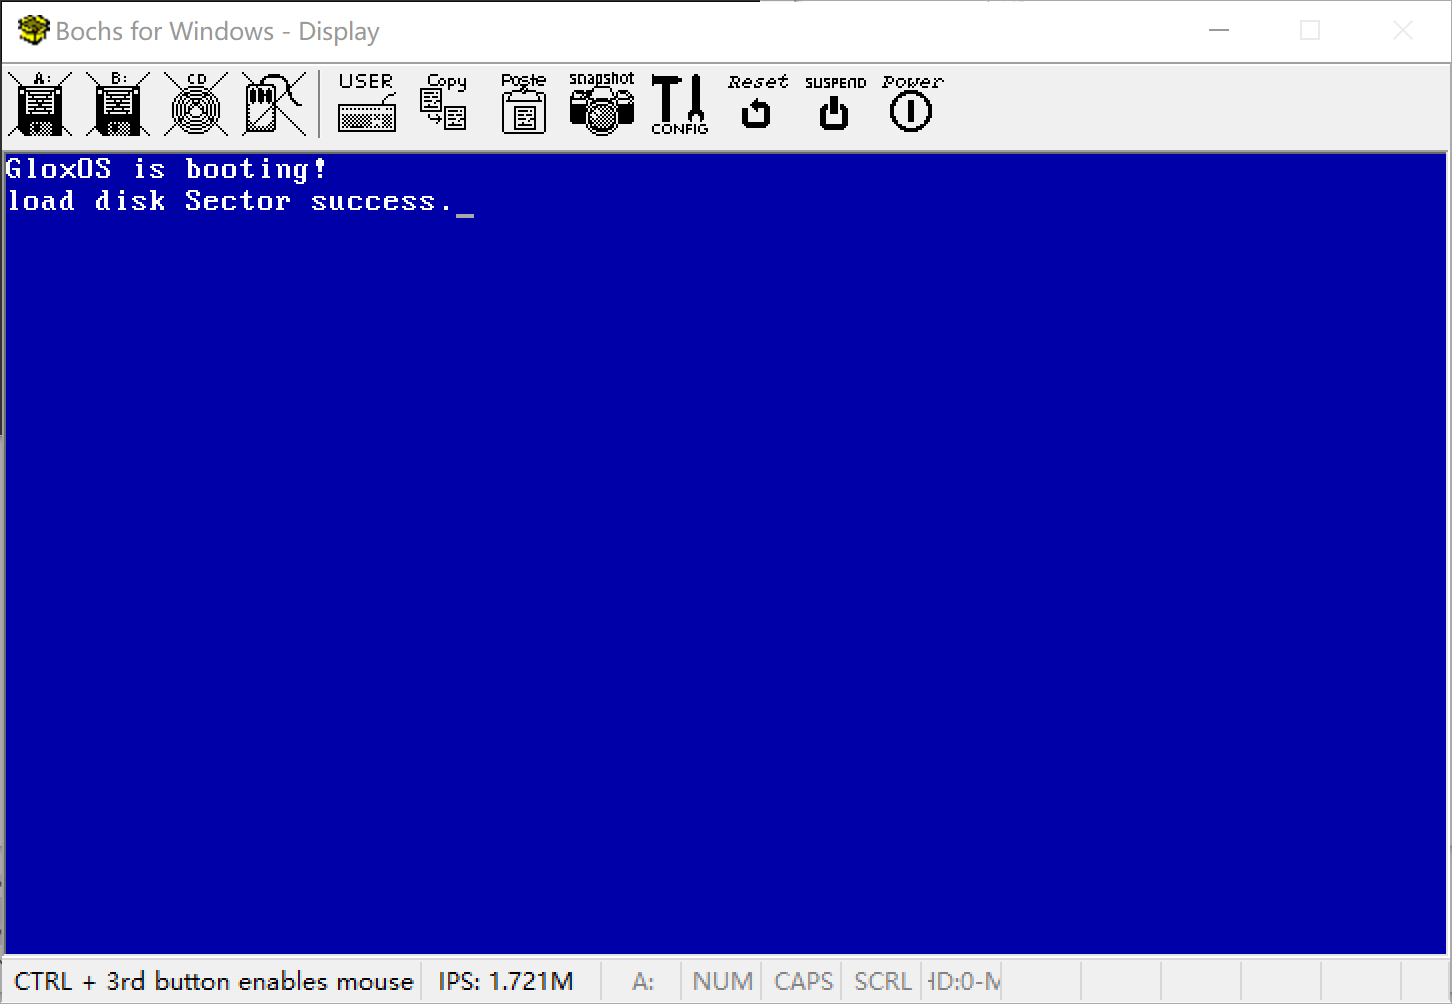 Bochs for Windows - Display
A: B: CD USER Copy Paste snapshot CONFIG Reset SUSPEND Power
GloxOS is booting!
load disk Sector success._
CTRL + 3rd button enables mouse IPS: 1.721M A: NUM CAPS SCRL HD:0-M